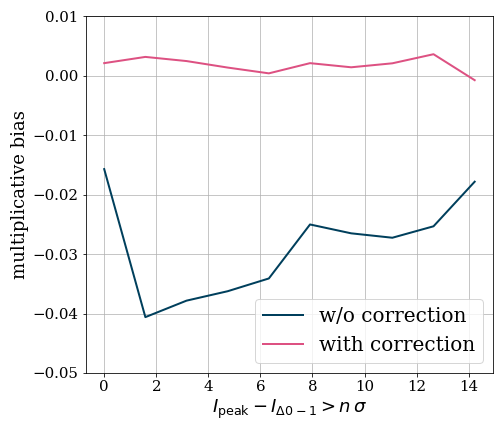 0.01
0.00
−0.01
−0.02
−0.03
−0.04
−0.05
multiplicative bias
w/o correction
with correction
0 2 4 6 8 10 12 14
I_peak − I_Δ0−1 > n σ